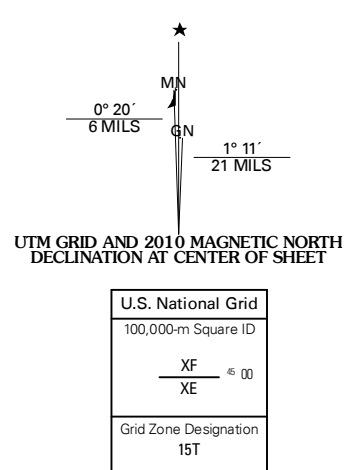 ★
MN
0° 20´
6 MILS
GN
1° 11´
21 MILS
UTM GRID AND 2010 MAGNETIC NORTH
DECLINATION AT CENTER OF SHEET
U.S. National Grid
100,000-m Square ID
XF
45 00
XE
Grid Zone Designation
15T